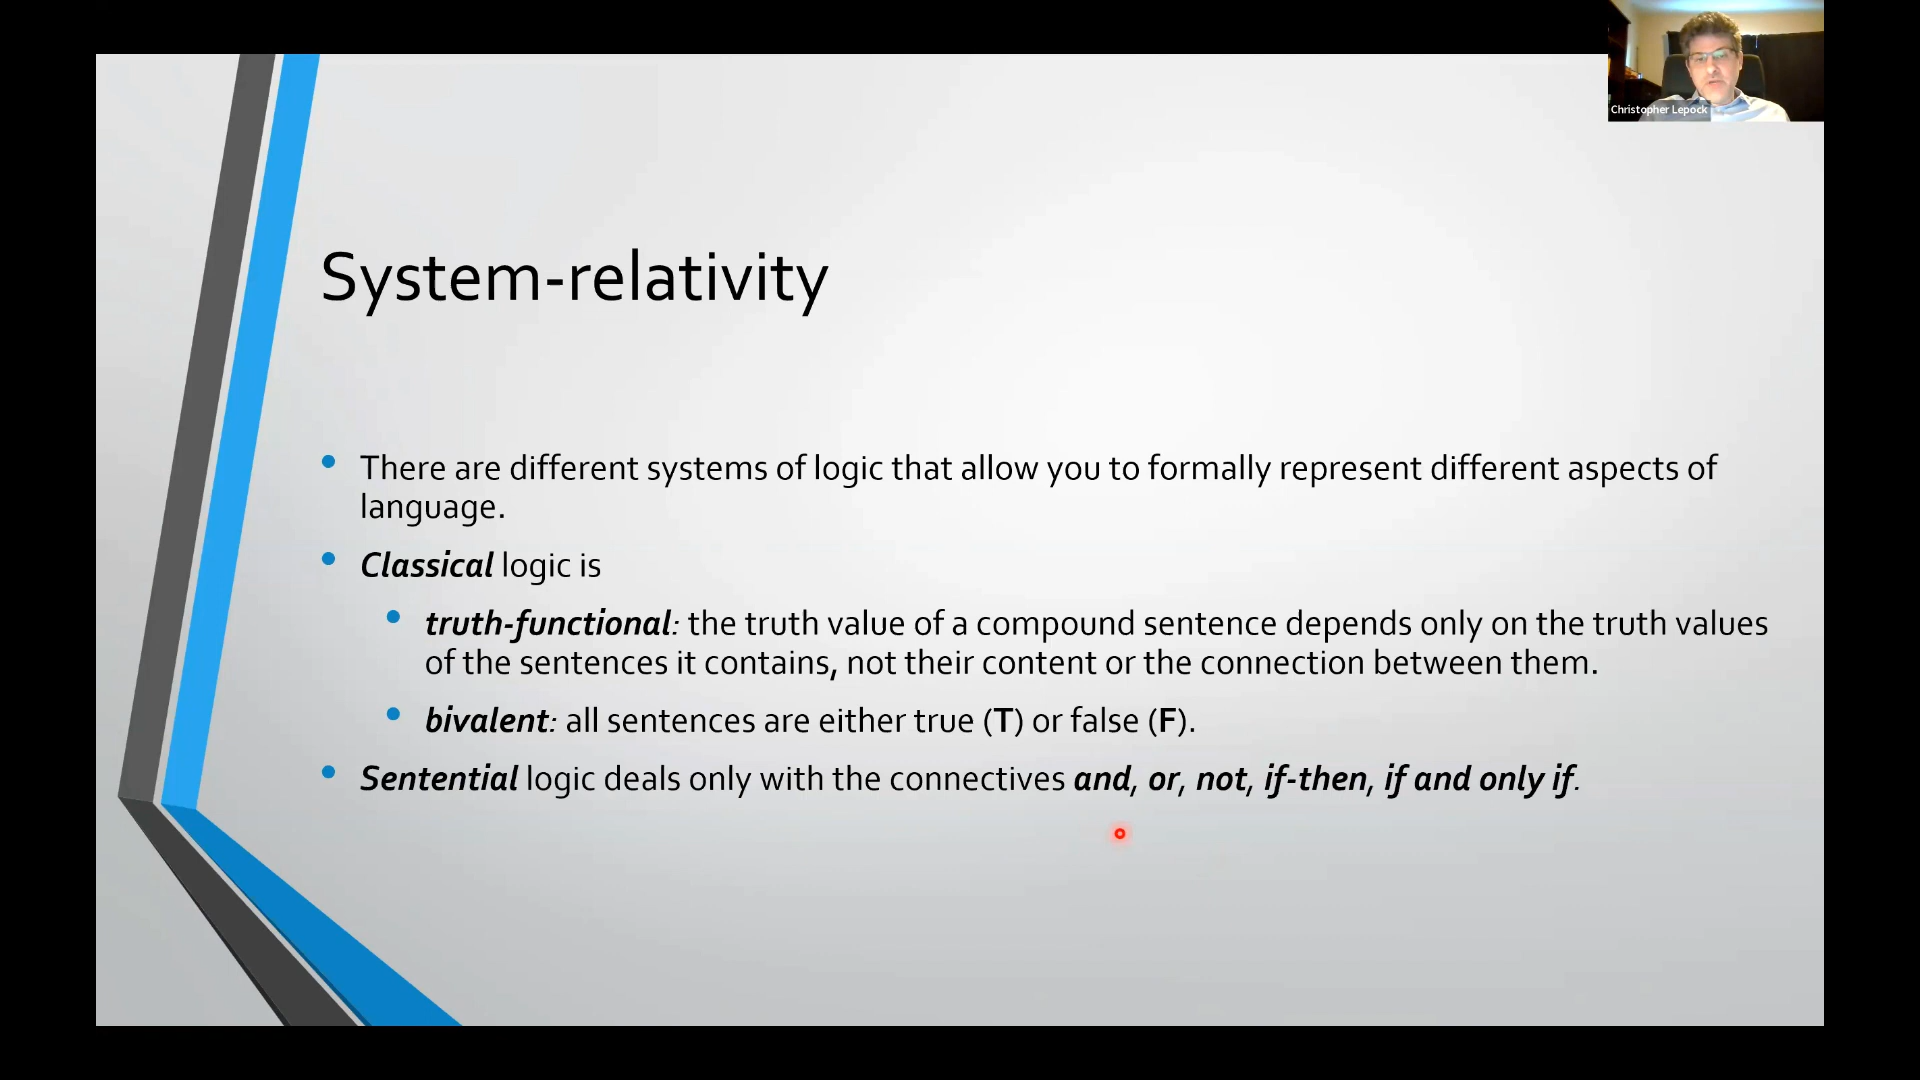 Christopher Lepock
System-relativity
• There are different systems of logic that allow you to formally represent different aspects of
language.
• Classical logic is
• truth-functional: the truth value of a compound sentence depends only on the truth values
of the sentences it contains, not their content or the connection between them.
• bivalent: all sentences are either true (T) or false (F).
• Sentential logic deals only with the connectives and, or, not, if-then, if and only if.